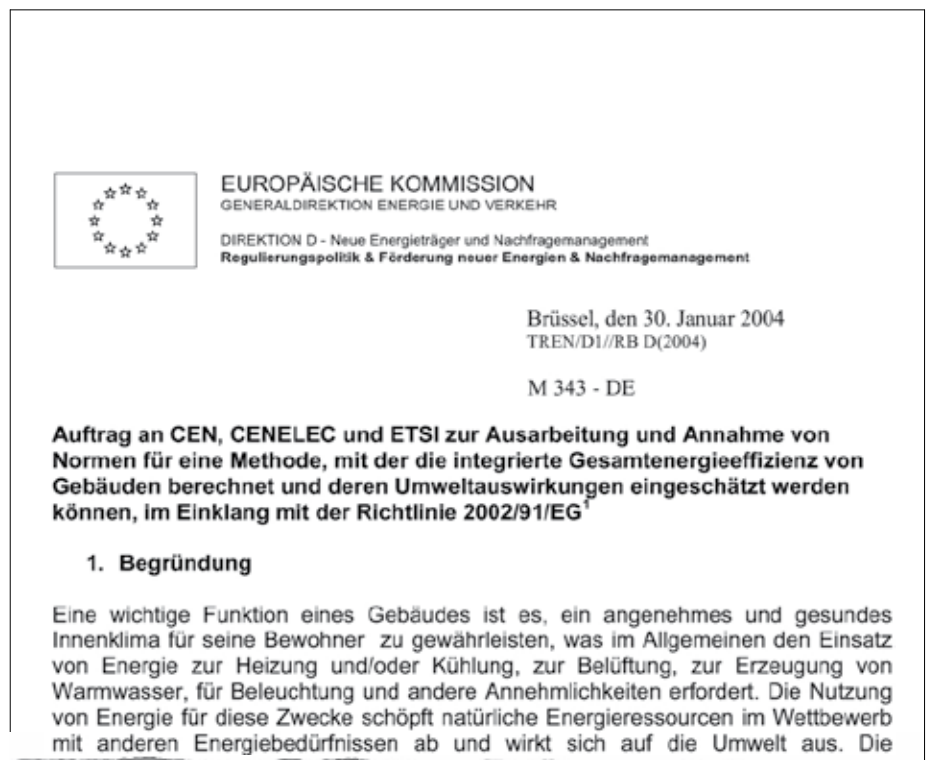 EUROPÄISCHE KOMMISSION
GENERALDIREKTION ENERGIE UND VERKEHR
DIREKTION D - Neue Energieträger und Nachfragemanagement
Regulierungspolitik & Förderung neuer Energien & Nachfragemanagement
Brüssel, den 30. Januar 2004
TREN/D1//RB D(2004)
M 343 - DE
Auftrag an CEN, CENELEC und ETSI zur Ausarbeitung und Annahme von
Normen für eine Methode, mit der die integrierte Gesamtenergieeffizienz von
Gebäuden berechnet und deren Umweltauswirkungen eingeschätzt werden
können, im Einklang mit der Richtlinie 2002/91/EG¹
1. Begründung
Eine wichtige Funktion eines Gebäudes ist es, ein angenehmes und gesundes
Innenklima für seine Bewohner zu gewährleisten, was im Allgemeinen den Einsatz
von Energie zur Heizung und/oder Kühlung, zur Belüftung, zur Erzeugung von
Warmwasser, für Beleuchtung und andere Annehmlichkeiten erfordert. Die Nutzung
von Energie für diese Zwecke schöpft natürliche Energieressourcen im Wettbewerb
mit anderen Energiebedürfnissen ab und wirkt sich auf die Umwelt aus. Die